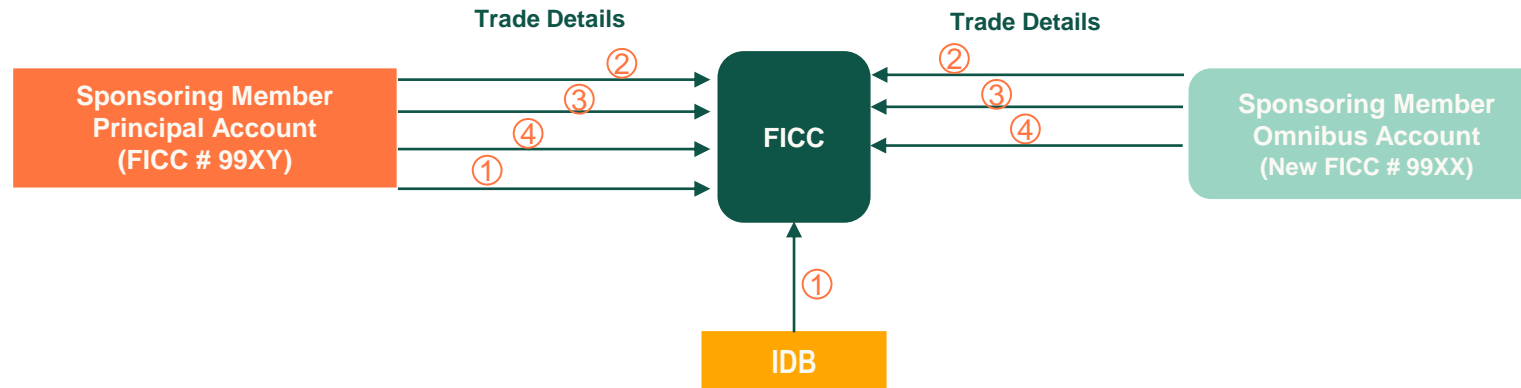 Trade Details
Trade Details
②
③
④
①
②
③
④
Sponsoring Member
Principal Account
(FICC # 99XY)
FICC
Sponsoring Member
Omnibus Account
(New FICC # 99XX)
①
IDB